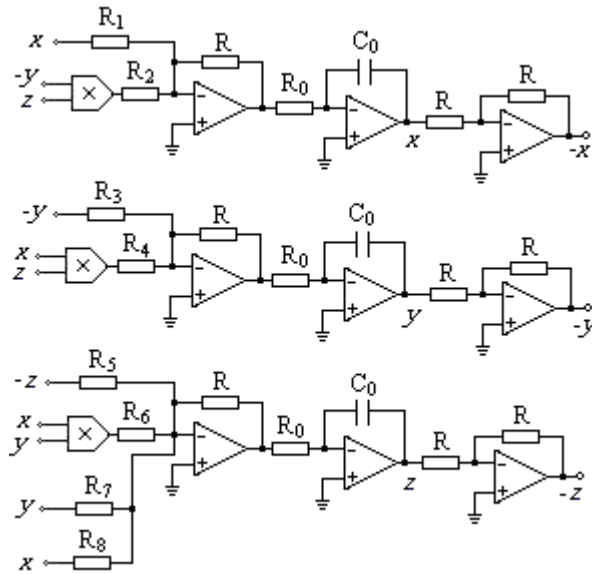 x R1 R C0
-y z × R2 R0 R R
x -x
-y R3 R C0
x z × R4 R0 R R
y -y
-z R5 R C0
x y × R6 R0 R R
z -z
y R7
x R8